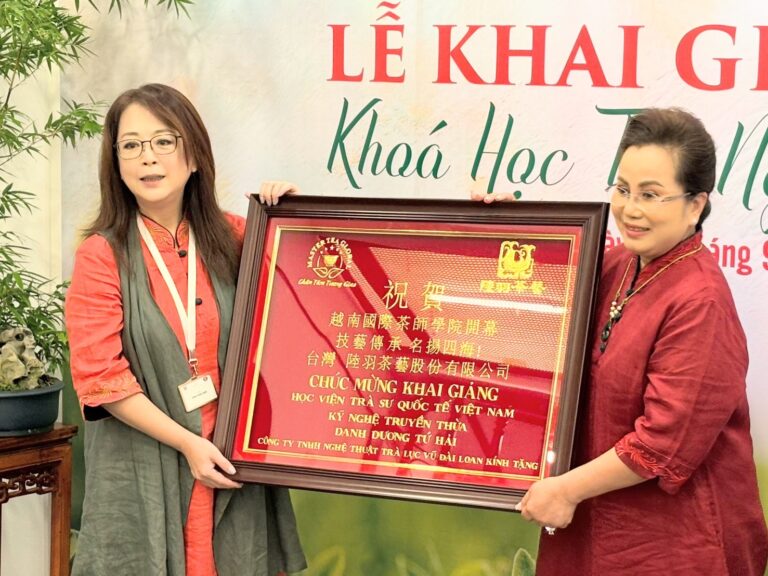 LỄ KHAI GI
Khoá Học
MASTER TEA GLOBAL
Chân Tâm Tương Giao
陸羽茶藝
祝賀
越南國際茶師學院開幕
技藝傳承 名揚四海!
台灣 陸羽茶藝股份有限公司
CHÚC MỪNG KHAI GIẢNG
HỌC VIỆN TRÀ SƯ QUỐC TẾ VIỆT NAM
KỸ NGHỆ TRUYỀN THỪA
DANH DƯƠNG TỨ HẢI
CÔNG TY TNHH NGHỆ THUẬT TRÀ LỤC VŨ ĐÀI LOAN KÍNH TẶNG